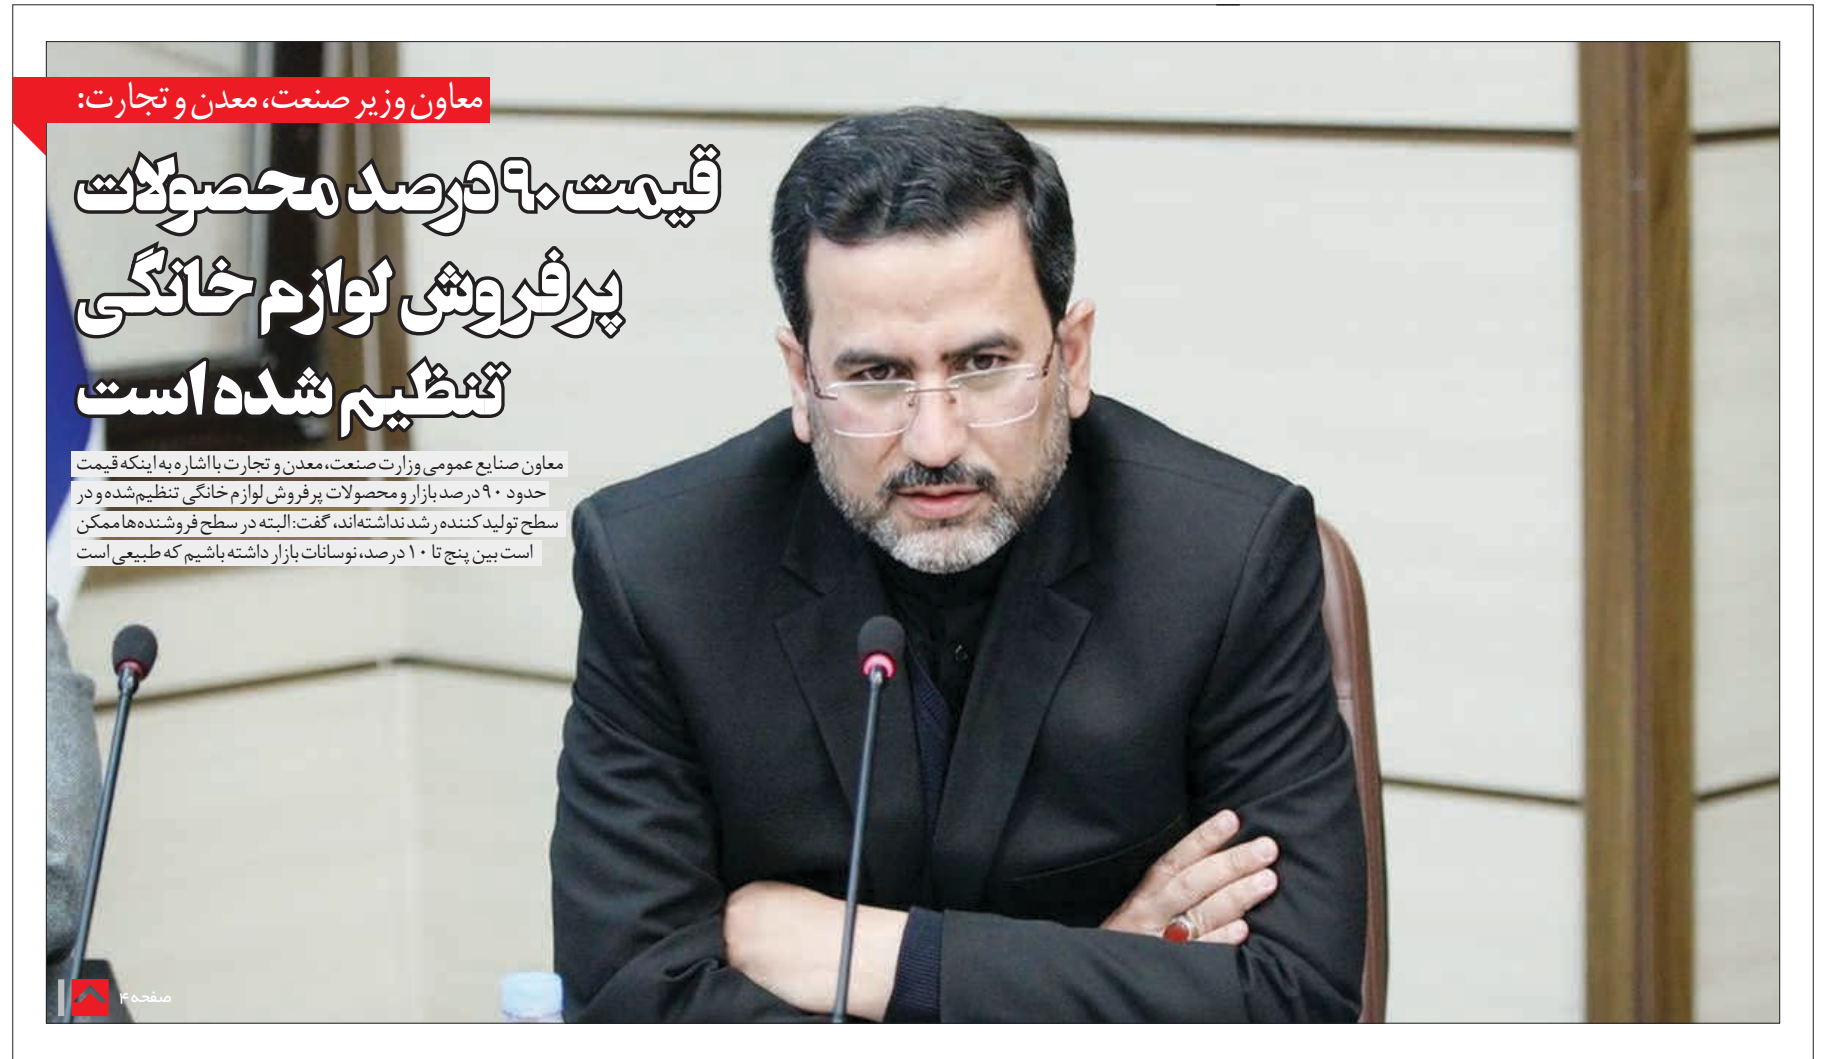 معاون وزیر صنعت، معدن و تجارت:
قیمت ۹۰ درصد محصولات
پرفروش لوازم خانگی
تنظیم شده است
معاون صنایع عمومی وزارت صنعت، معدن و تجارت با اشاره به اینکه قیمت
حدود ۹۰ درصد بازار و محصولات پرفروش لوازم خانگی تنظیم‌شده و در
سطح تولیدکننده رشد نداشته‌اند، گفت: البته در سطح فروشنده‌ها ممکن
است بین پنج تا ۱۰ درصد، نوسانات بازار داشته باشیم که طبیعی است
صفحه ۴